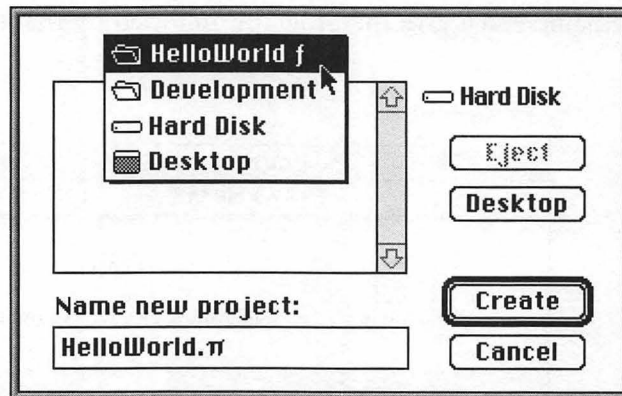 HelloWorld ƒ
Development
Hard Disk
Desktop
Hard Disk
Eject
Desktop
Name new project:
HelloWorld.π
Create
Cancel